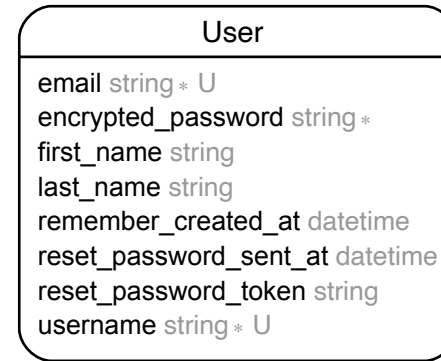 User
email string * U
encrypted_password string *
first_name string
last_name string
remember_created_at datetime
reset_password_sent_at datetime
reset_password_token string
username string * U